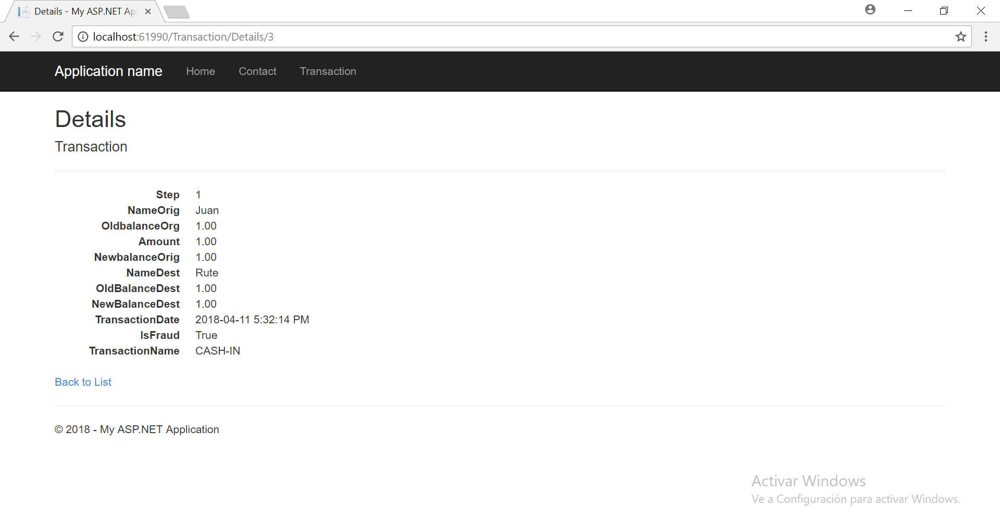 Details - My ASP.NET Ap
localhost:61990/Transaction/Details/3
Application name Home Contact Transaction
Details
Transaction
Step 1
NameOrig Juan
OldbalanceOrg 1.00
Amount 1.00
NewbalanceOrig 1.00
NameDest Rute
OldBalanceDest 1.00
NewBalanceDest 1.00
TransactionDate 2018-04-11 5:32:14 PM
IsFraud True
TransactionName CASH-IN
Back to List
© 2018 - My ASP.NET Application
Activar Windows
Ve a Configuración para activar Windows.